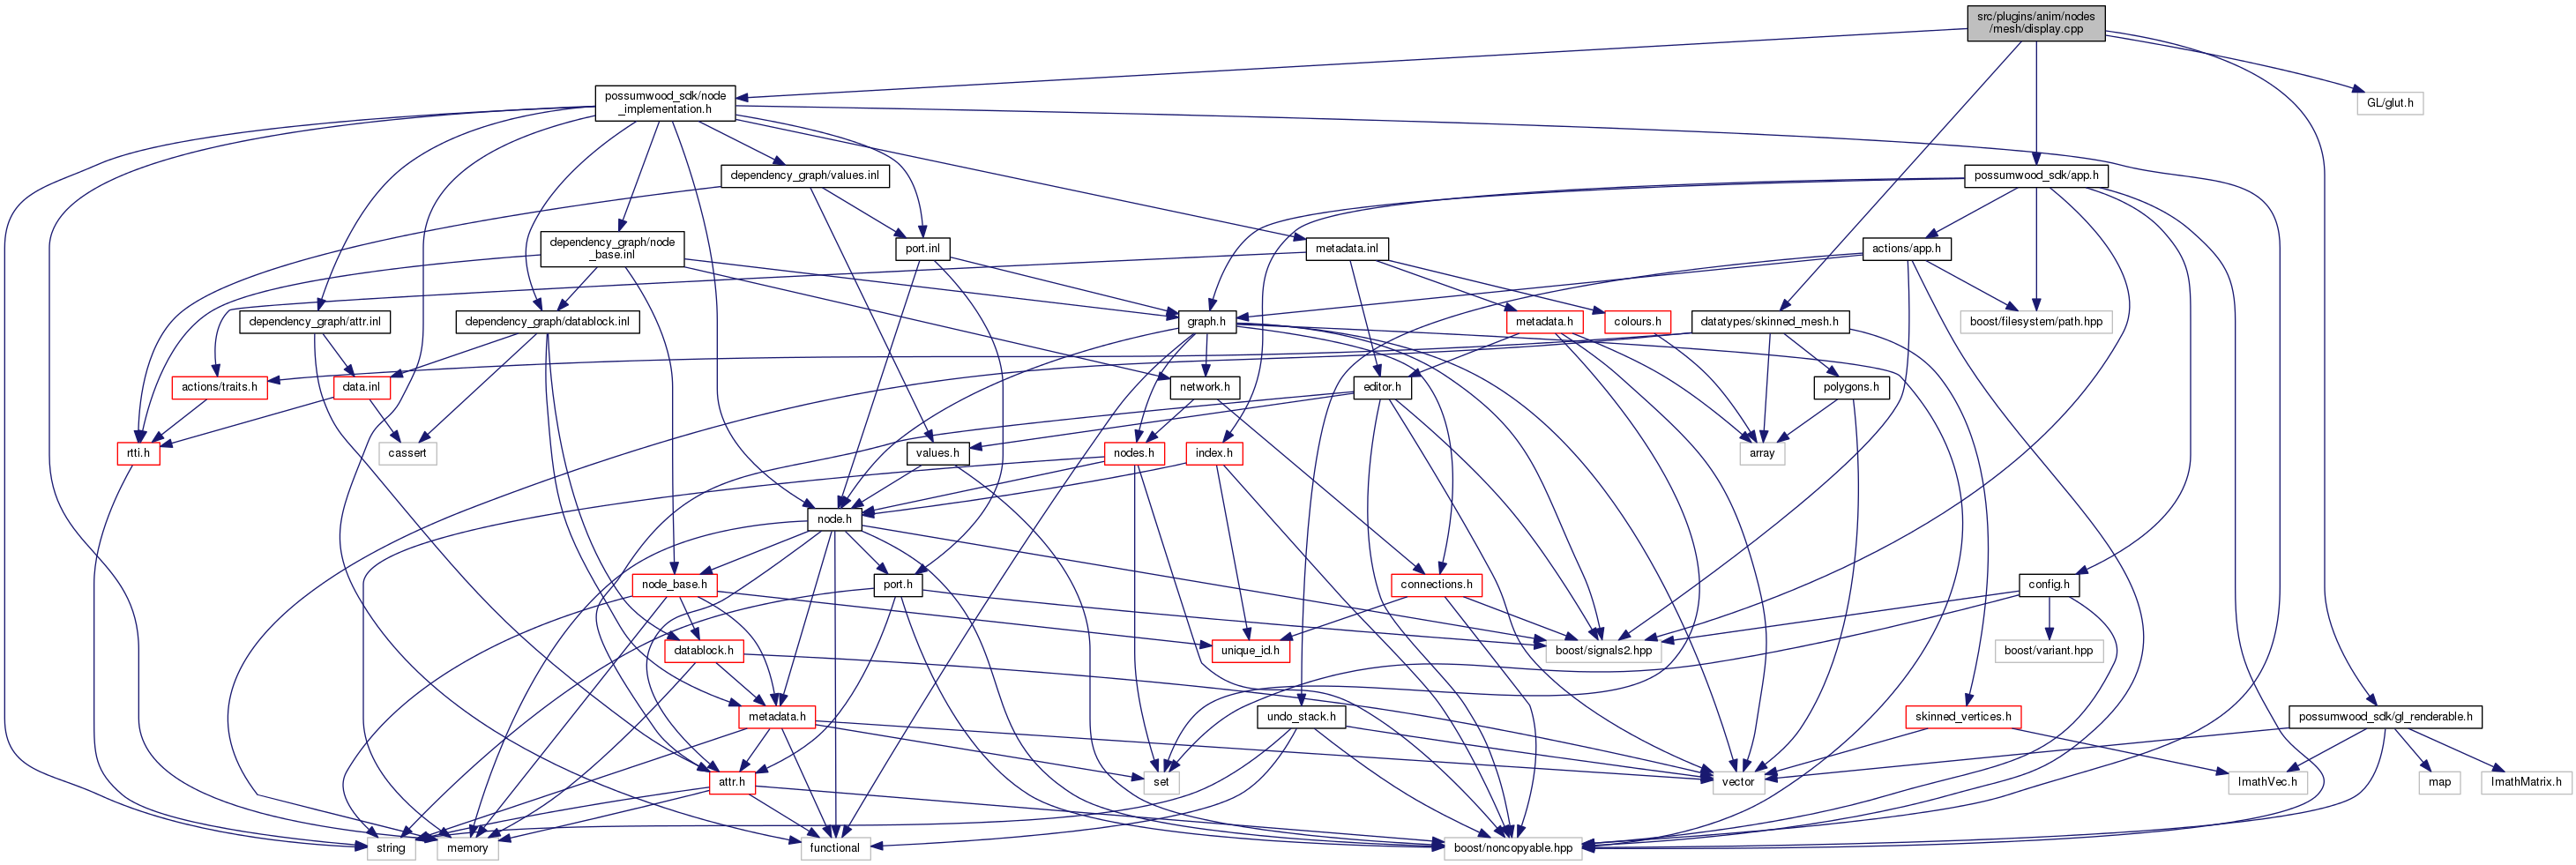 src/plugins/anim/nodes
/mesh/display.cpp
possumwood_sdk/node
_implementation.h
GL/glut.h
dependency_graph/values.inl
possumwood_sdk/app.h
dependency_graph/node
_base.inl
port.inl
metadata.inl
actions/app.h
dependency_graph/attr.inl
dependency_graph/datablock.inl
graph.h
metadata.h
colours.h
datatypes/skinned_mesh.h
boost/filesystem/path.hpp
actions/traits.h
data.inl
network.h
editor.h
polygons.h
rtti.h
cassert
values.h
nodes.h
index.h
array
node.h
node_base.h
port.h
connections.h
config.h
datablock.h
unique_id.h
boost/signals2.hpp
boost/variant.hpp
metadata.h
undo_stack.h
skinned_vertices.h
possumwood_sdk/gl_renderable.h
attr.h
set
vector
ImathVec.h
map
ImathMatrix.h
string
memory
functional
boost/noncopyable.hpp